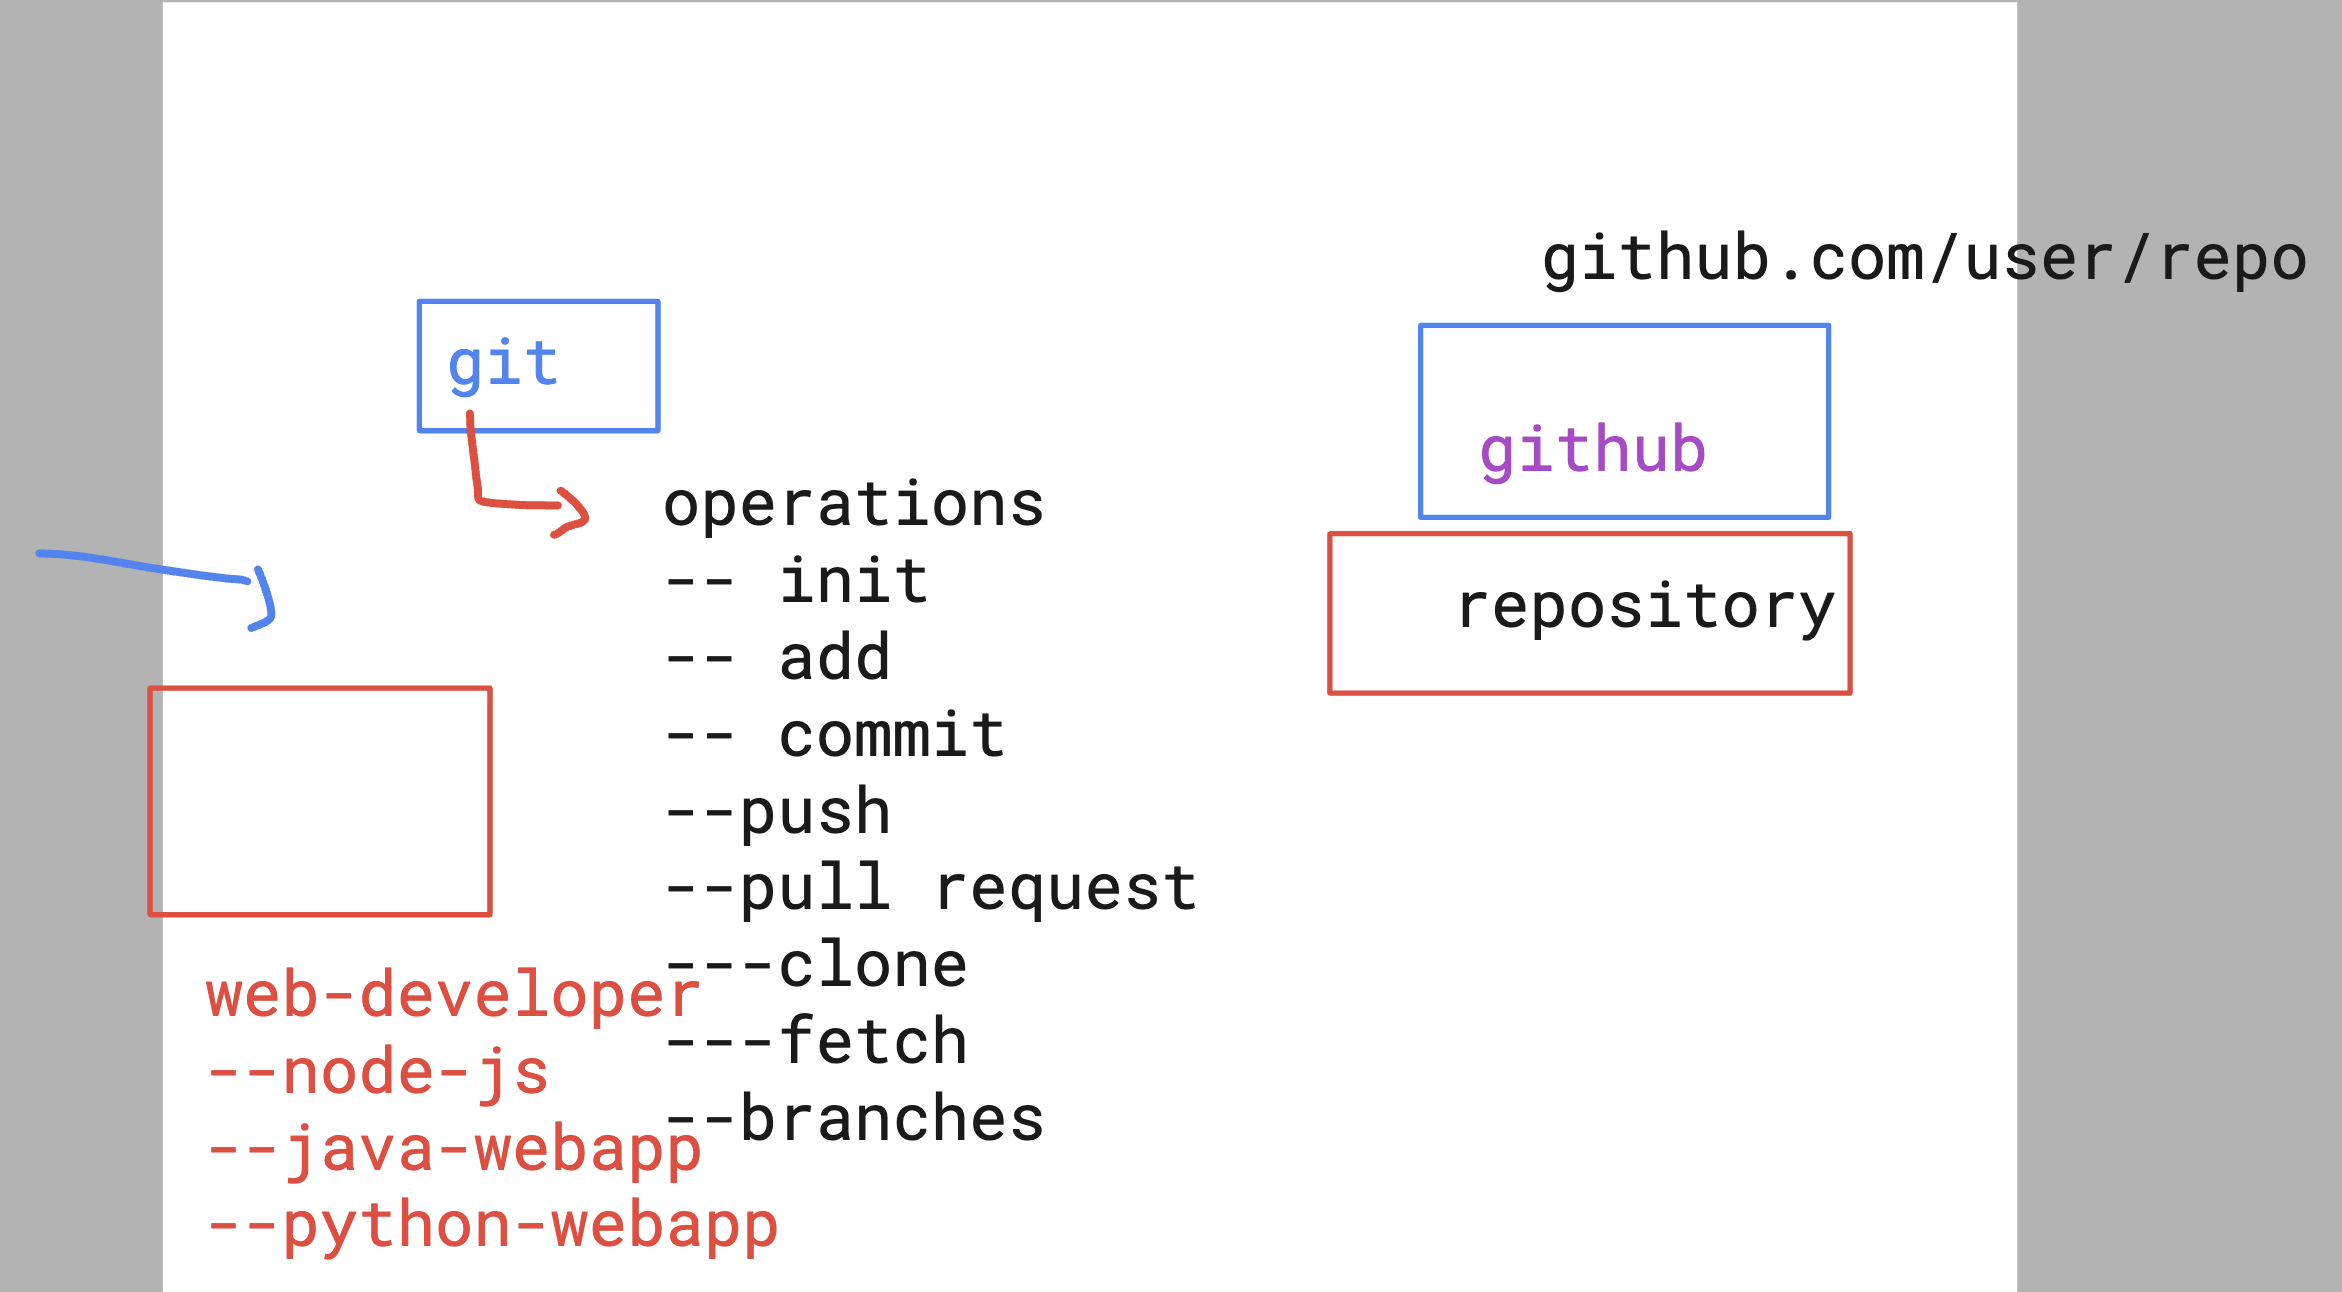 github.com/user/repo
git
github
operations
-- init
-- add
-- commit
--push
--pull request
---clone
---fetch
--branches
repository
web-developer
--node-js
--java-webapp
--python-webapp